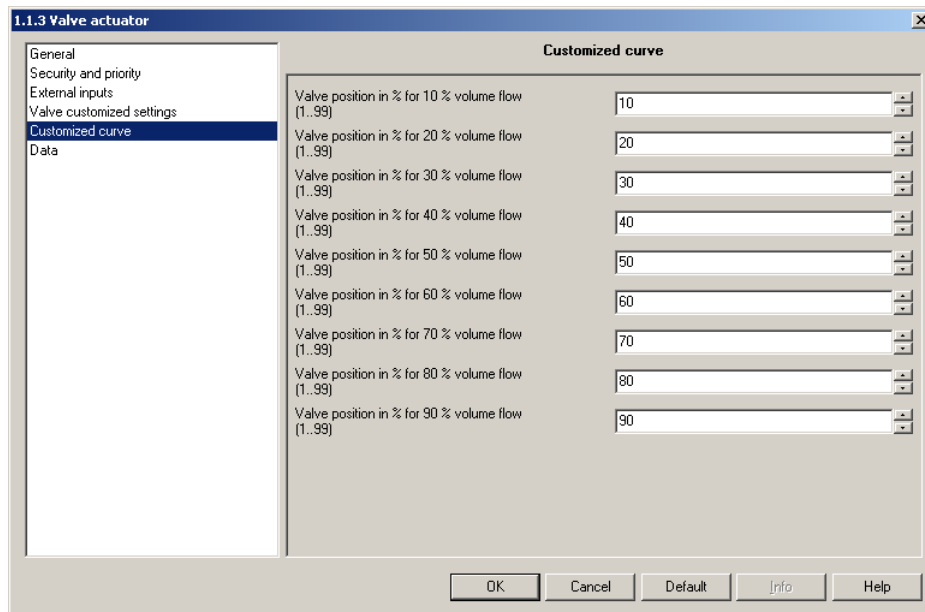 1.1.3 Valve actuator
General
Security and priority
External inputs
Valve customized settings
Customized curve
Data
Customized curve
Valve position in % for 10 % volume flow
(1..99)
10
Valve position in % for 20 % volume flow
(1..99)
20
Valve position in % for 30 % volume flow
(1..99)
30
Valve position in % for 40 % volume flow
(1..99)
40
Valve position in % for 50 % volume flow
(1..99)
50
Valve position in % for 60 % volume flow
(1..99)
60
Valve position in % for 70 % volume flow
(1..99)
70
Valve position in % for 80 % volume flow
(1..99)
80
Valve position in % for 90 % volume flow
(1..99)
90
OK
Cancel
Default
Info
Help